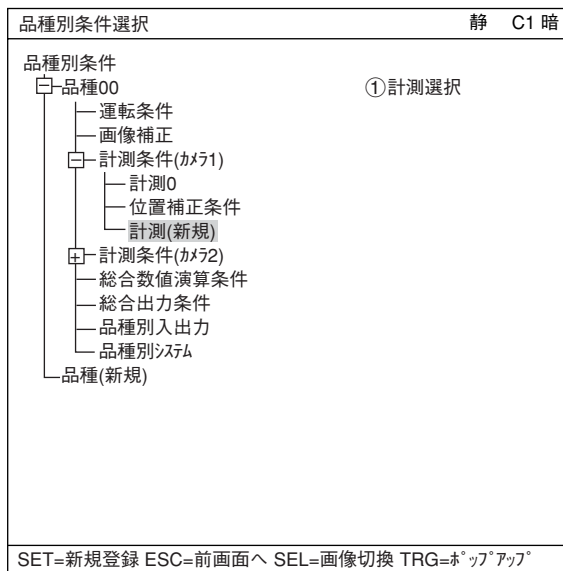 品種別条件選択 静 C1 暗
品種別条件
品種00 ①計測選択
運転条件
画像補正
計測条件(ｶﾒﾗ1)
計測0
位置補正条件
計測(新規)
計測条件(ｶﾒﾗ2)
総合数値演算条件
総合出力条件
品種別入出力
品種別ｼｽﾃﾑ
品種(新規)
SET=新規登録 ESC=前画面へ SEL=画像切換 TRG=ﾎﾟｯﾌﾟｱｯﾌﾟ